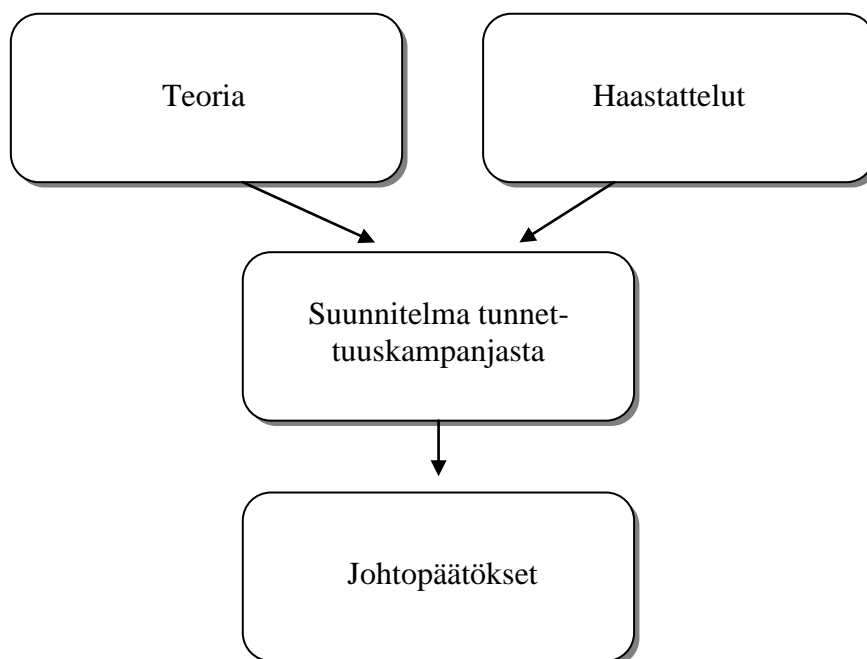 Teoria
Haastattelut
Suunnitelma tunnet-
tuuskampanjasta
Johtopäätökset